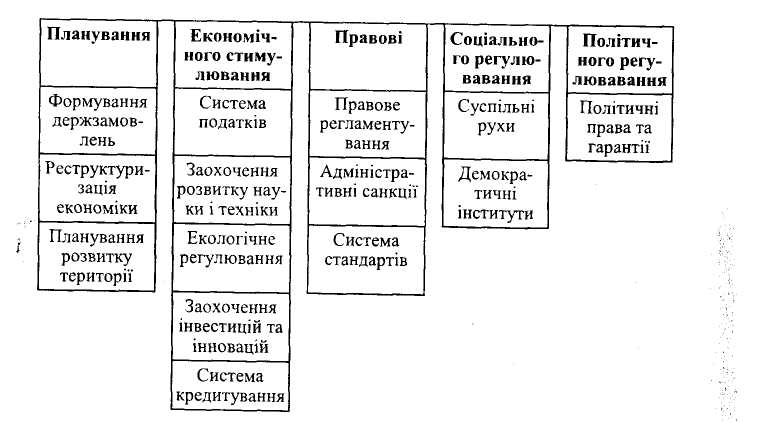 Планування
Економіч-
ного стиму-
лювання
Правові
Соціально-
го регулю-
вавання
Політич-
ного регу-
лювавання
Формування
держзамов-
лень
Система
податків
Правове
регламенту-
вання
Суспільні
рухи
Політичні
права та
гарантії
Реструктури-
зація
економіки
Заохочення
розвитку нау-
ки і техніки
Адміністра-
тивні санкції
Демокра-
тичні
інститути
Планування
розвитку
території
Екологічне
регулювання
Система
стандартів
Заохочення
інвестицій та
інновацій
Система
кредитування
і